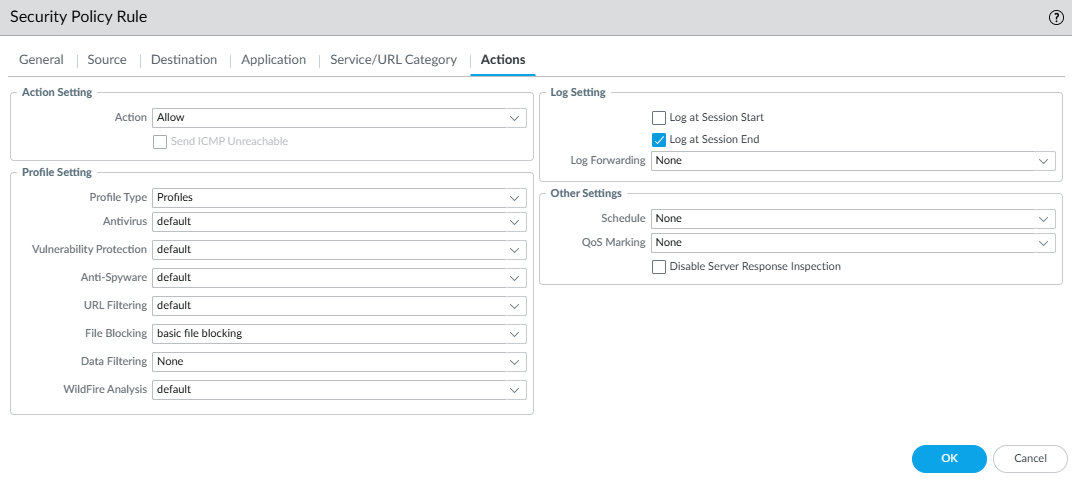 Security Policy Rule
General
Source
Destination
Application
Service/URL Category
Actions
Action Setting
Action
Allow
Send ICMP Unreachable
Profile Setting
Profile Type
Profiles
Antivirus
default
Vulnerability Protection
default
Anti-Spyware
default
URL Filtering
default
File Blocking
basic file blocking
Data Filtering
None
WildFire Analysis
default
Log Setting
Log at Session Start
Log at Session End
Log Forwarding
None
Other Settings
Schedule
None
QoS Marking
None
Disable Server Response Inspection
OK
Cancel